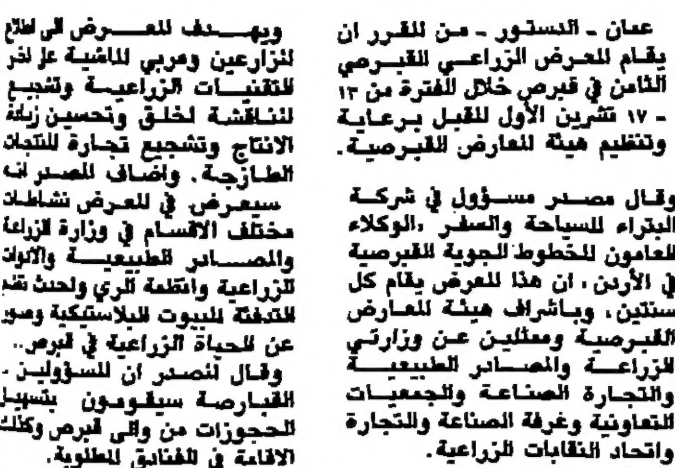 عمان ـ الدستور ـ من المقرر ان
يقام المعرض الزراعي القبرصي
الثامن في قبرص خلال الفترة من ١٣
ـ ١٧ تشرين الأول المقبل برعاية
وتنظيم هيئة المعارض القبرصية.
وقال مصدر مسؤول في شركة
البتراء للسياحة والسفر ،الوكلاء
العامون للخطوط الجوية القبرصية
في الأردن ، ان هذا المعرض يقام كل
سنتين، وباشراف هيئة المعارض
القبرصية وممثلين عن وزارتي
الزراعة والمصادر الطبيعية
والتجارة الصناعة والجمعيات
التعاونية وغرفة الصناعة والتجارة
واتحاد النقابات الزراعية.
ويهدف المعرض الى اطلاع
المزارعين ومربي الماشية على اخر
التقنيات الزراعية وتشجيع
المناقشة لخلق وتحسين زيادة
الانتاج وتشجيع تجارة المنتجات
الطازجة. واضاف المصدر انه
سيعرض في المعرض نشاطات
مختلف الاقسام في وزارة الزراعة
والمصادر الطبيعية والادوات
الزراعية وانظمة الري واحدث نظم
التدفئة للبيوت البلاستيكية وصور
عن الحياة الزراعية في قبرص..
وقال المصدر ان المسؤولين ـ
القبارصة سيقومون بتسهيل
الحجوزات من والى قبرص وكذلك
الاقامة في الفنادق المطلوبة.